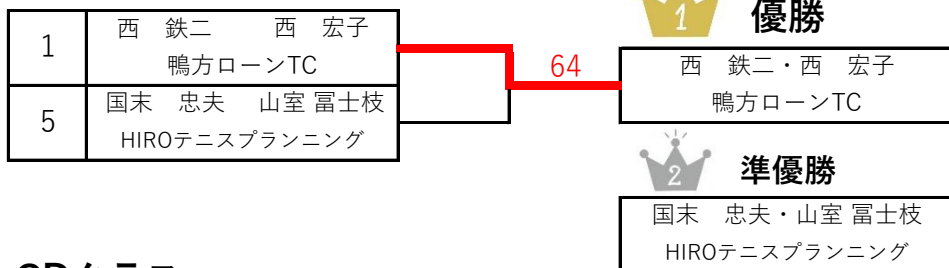 1
優勝
1
西　鉄二　　西　宏子
鴨方ローンTC
64
西　鉄二・西　宏子
鴨方ローンTC
5
国末　忠夫　山室 冨士枝
HIROテニスプランニング
2
準優勝
国末　忠夫・山室 冨士枝
HIROテニスプランニング